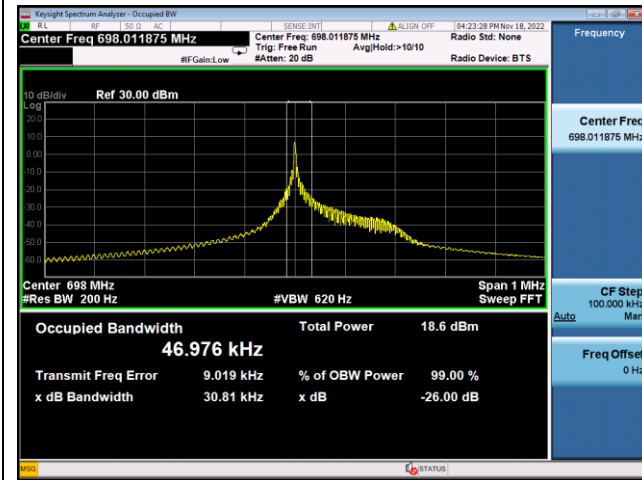 Keysight Spectrum Analyzer - Occupied BW
RL RF 50 Ω AC SENSE:INT ALIGN OFF 04:23:28 PM Nov 18, 2022
Center Freq 698.011875 MHz Center Freq: 698.011875 MHz Radio Std: None Frequency
Trig: Free Run Avg|Hold:>10/10
#IFGain:Low #Atten: 20 dB Radio Device: BTS
10 dB/div Ref 30.00 dBm
Log
20.0
10.0
0.00
-10.0
-20.0
-30.0
-40.0
-50.0
-60.0
Center Freq
698.011875 MHz
Center 698 MHz Span 1 MHz
#Res BW 200 Hz #VBW 620 Hz Sweep FFT
CF Step
100.000 kHz
Auto Man
Occupied Bandwidth Total Power 18.6 dBm
46.976 kHz
Transmit Freq Error 9.019 kHz % of OBW Power 99.00 %
x dB Bandwidth 30.81 kHz x dB -26.00 dB
Freq Offset
0 Hz
MSG STATUS